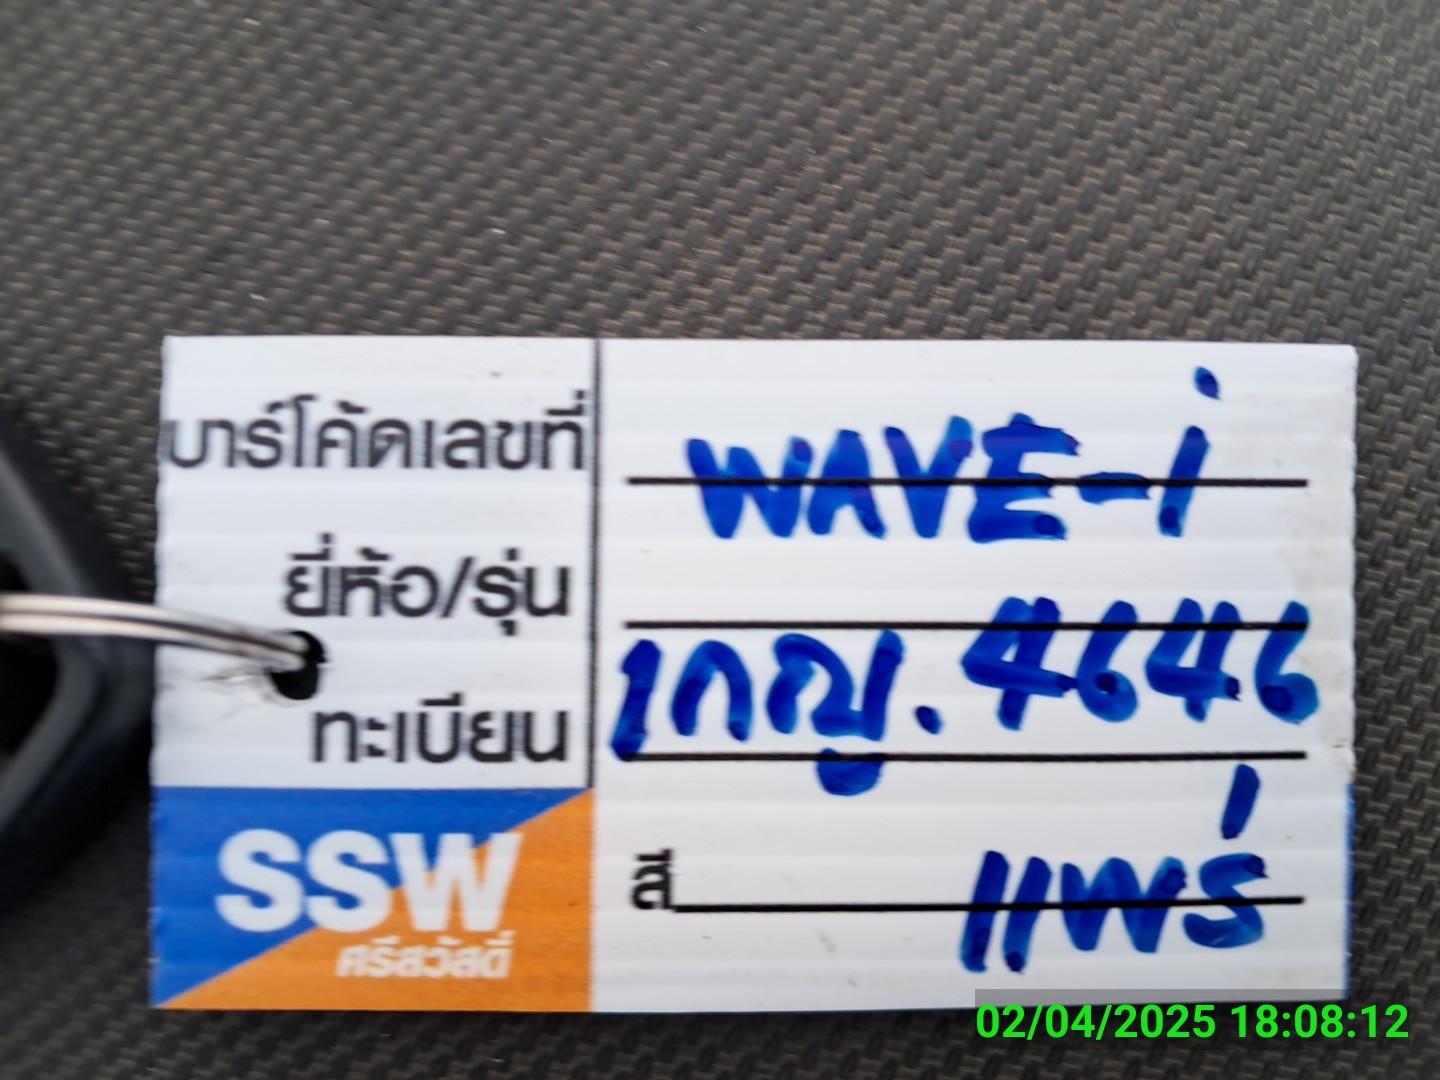 บาร์โค้ดเลขที่ WAVE-i
ยี่ห้อ/รุ่น
ทะเบียน 1กญ. 4646
สี แพร่
SSW
ศรีสวัสดิ์
02/04/2025 18:08:12